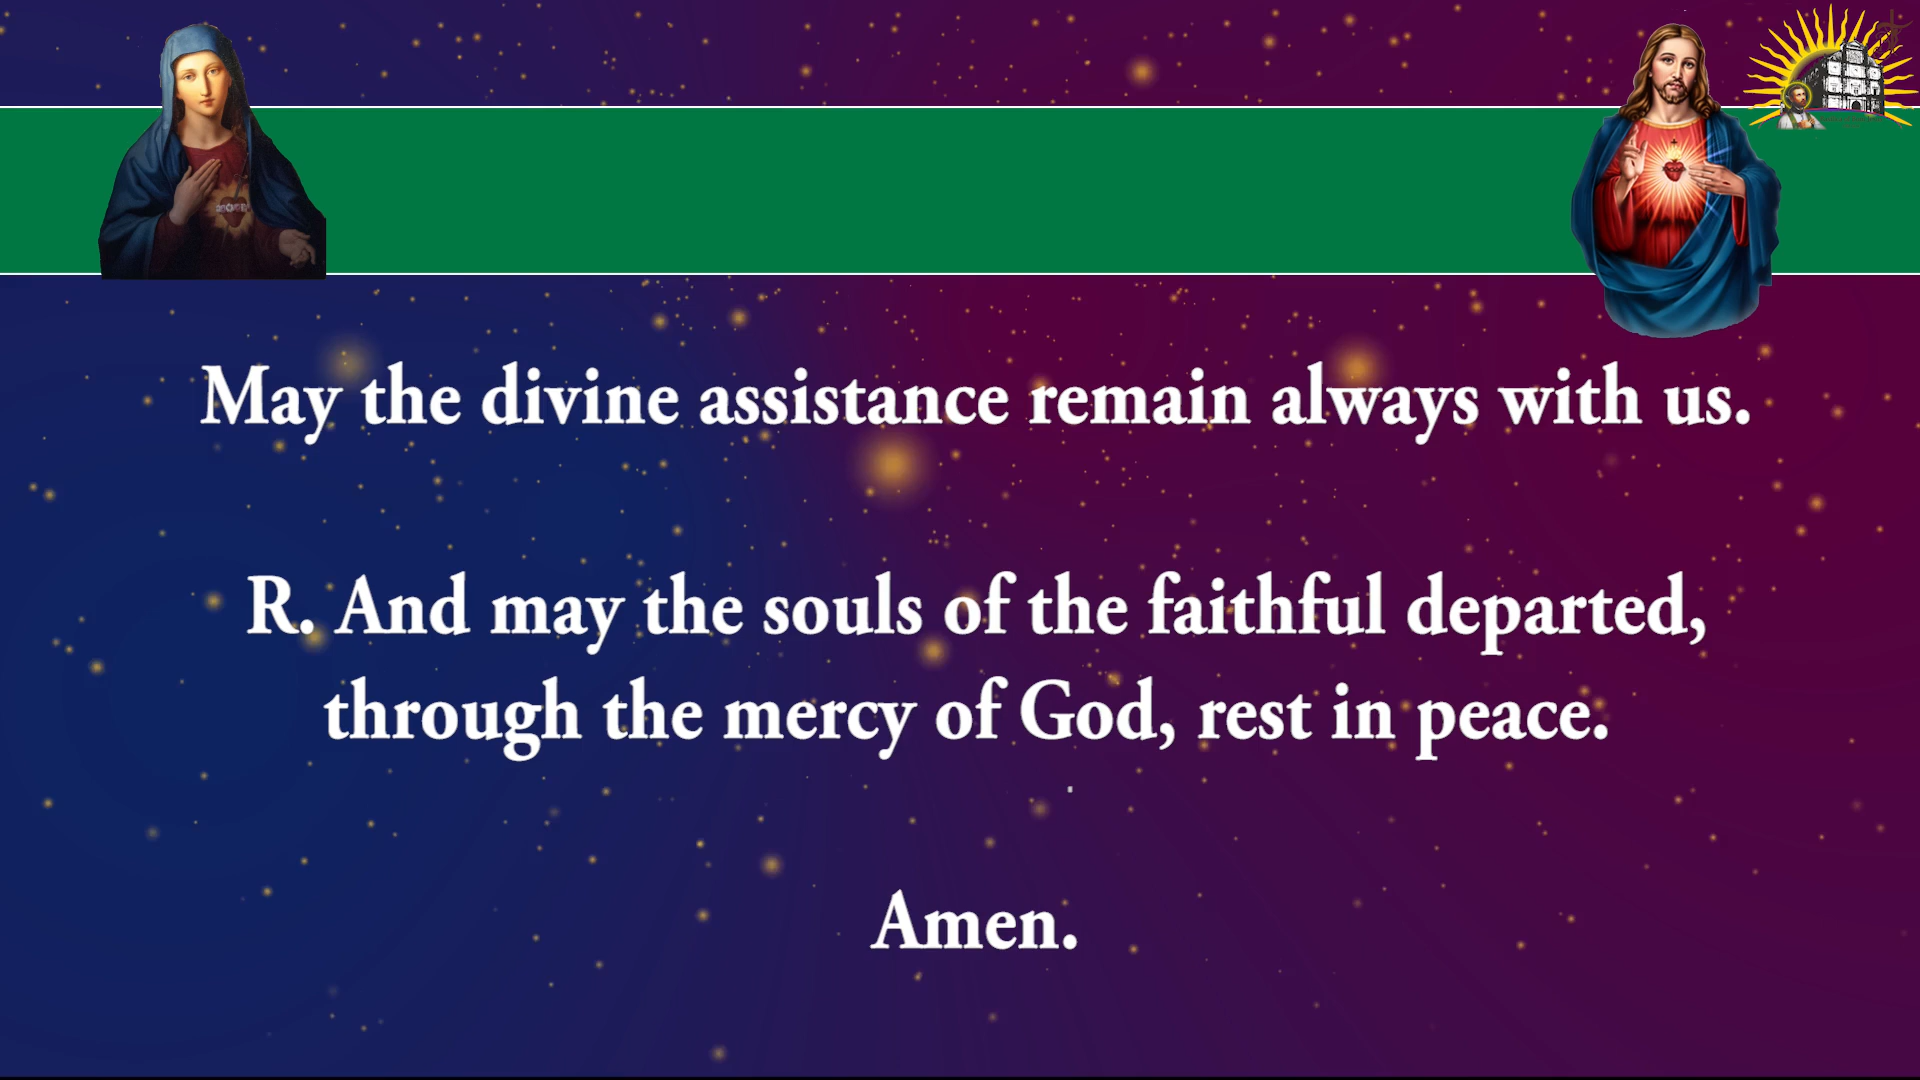 May the divine assistance remain always with us.
R. And may the souls of the faithful departed,
through the mercy of God, rest in peace.
Amen.